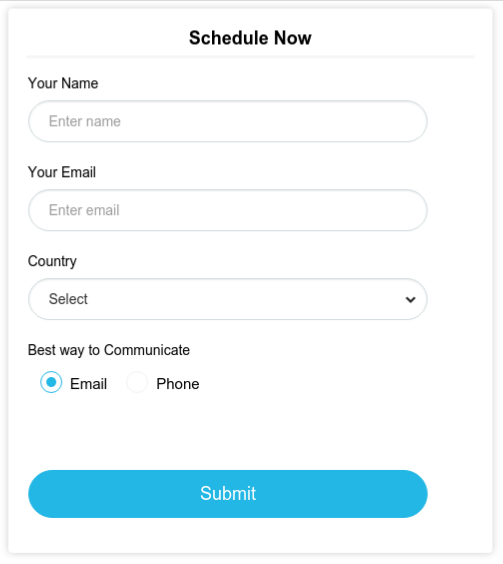 Schedule Now
Your Name
Enter name
Your Email
Enter email
Country
Select
Best way to Communicate
Email Phone
Submit